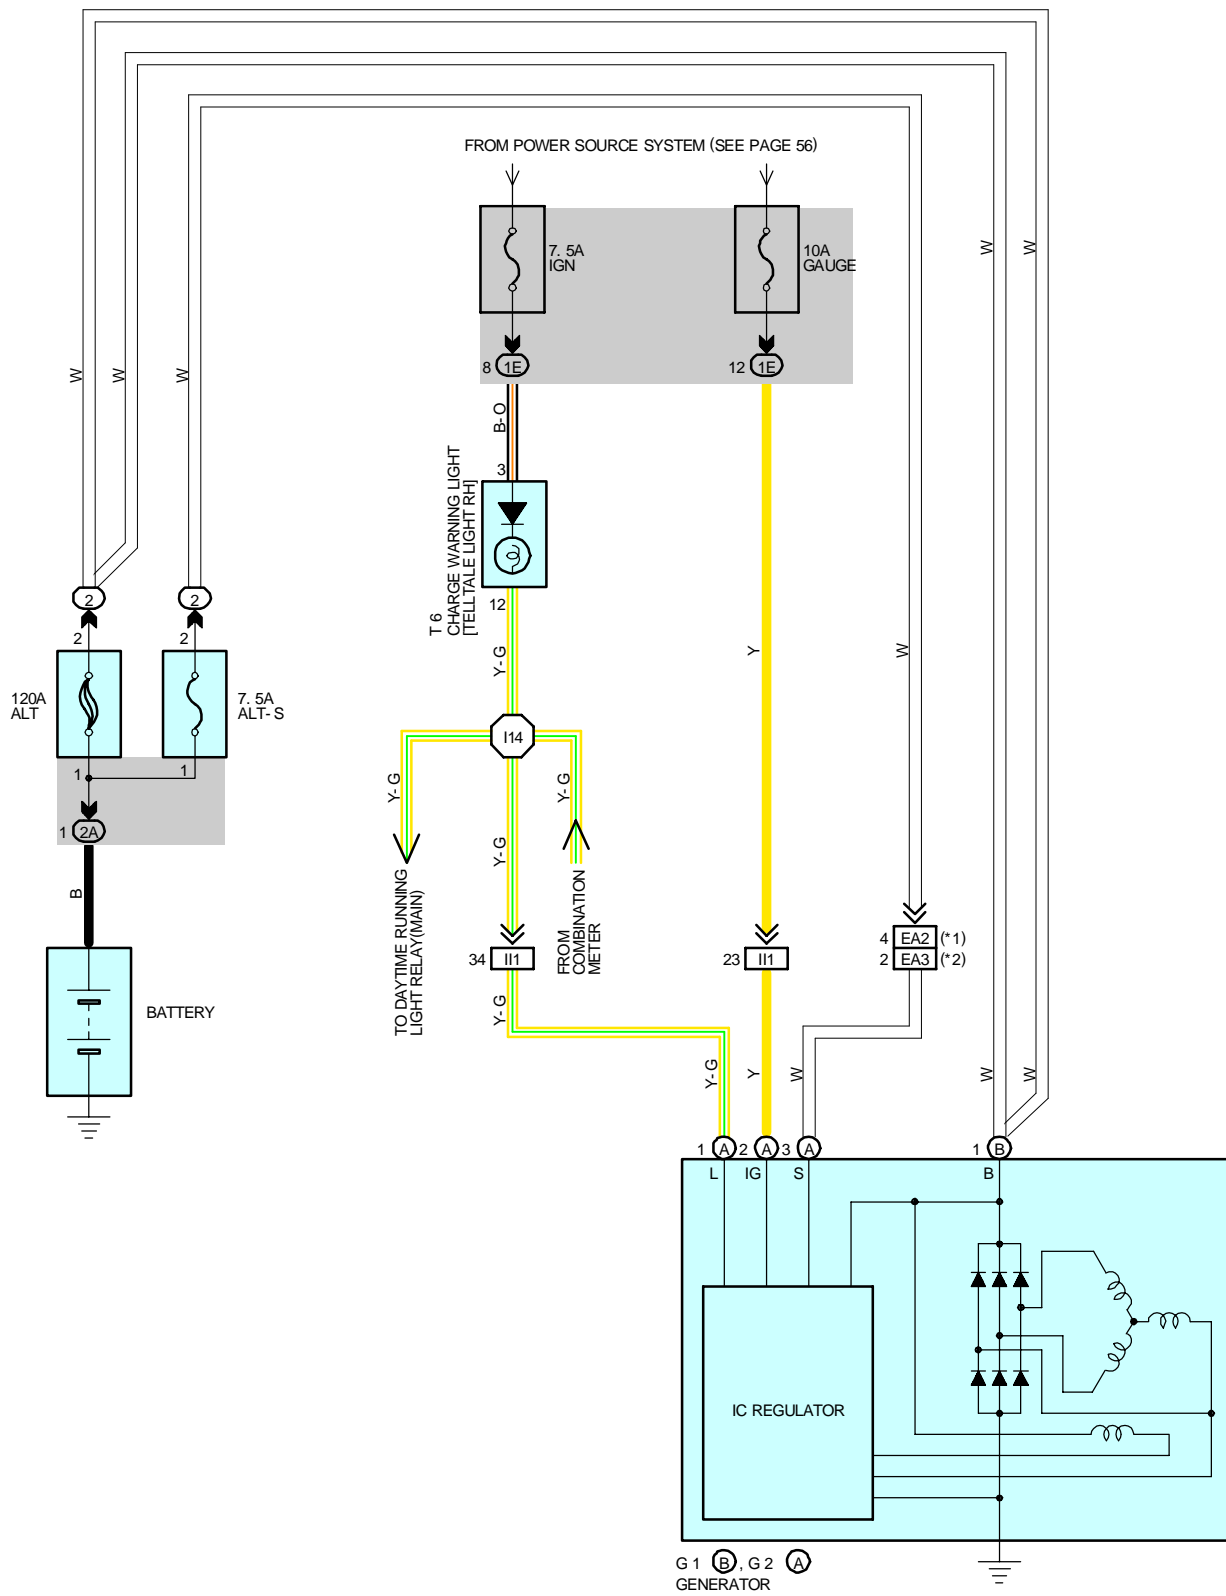 FROM POWER SOURCE SYSTEM (SEE PAGE 56)
W
W
7. 5A
IGN
10A
GAUGE
8
1E
12
1E
W
W
W
B-O
3
T 6
CHARGE WARNING LIGHT
[TELLTALE LIGHT RH]
12
2
2
2
2
Y-G
Y
W
120A
ALT
7. 5A
ALT-S
I14
1
1
Y-G
Y-G
Y-G
1
2A
B
TO DAYTIME RUNNING
LIGHT RELAY(MAIN)
FROM
COMBINATION
METER
34
II1
23
II1
4
EA2
(*1)
2
EA3
(*2)
BATTERY
Y-G
Y-G
Y
W
W
W
1
A
2
A
3
A
1
B
L
IG
S
B
IC REGULATOR
G 1 B , G 2 A
GENERATOR